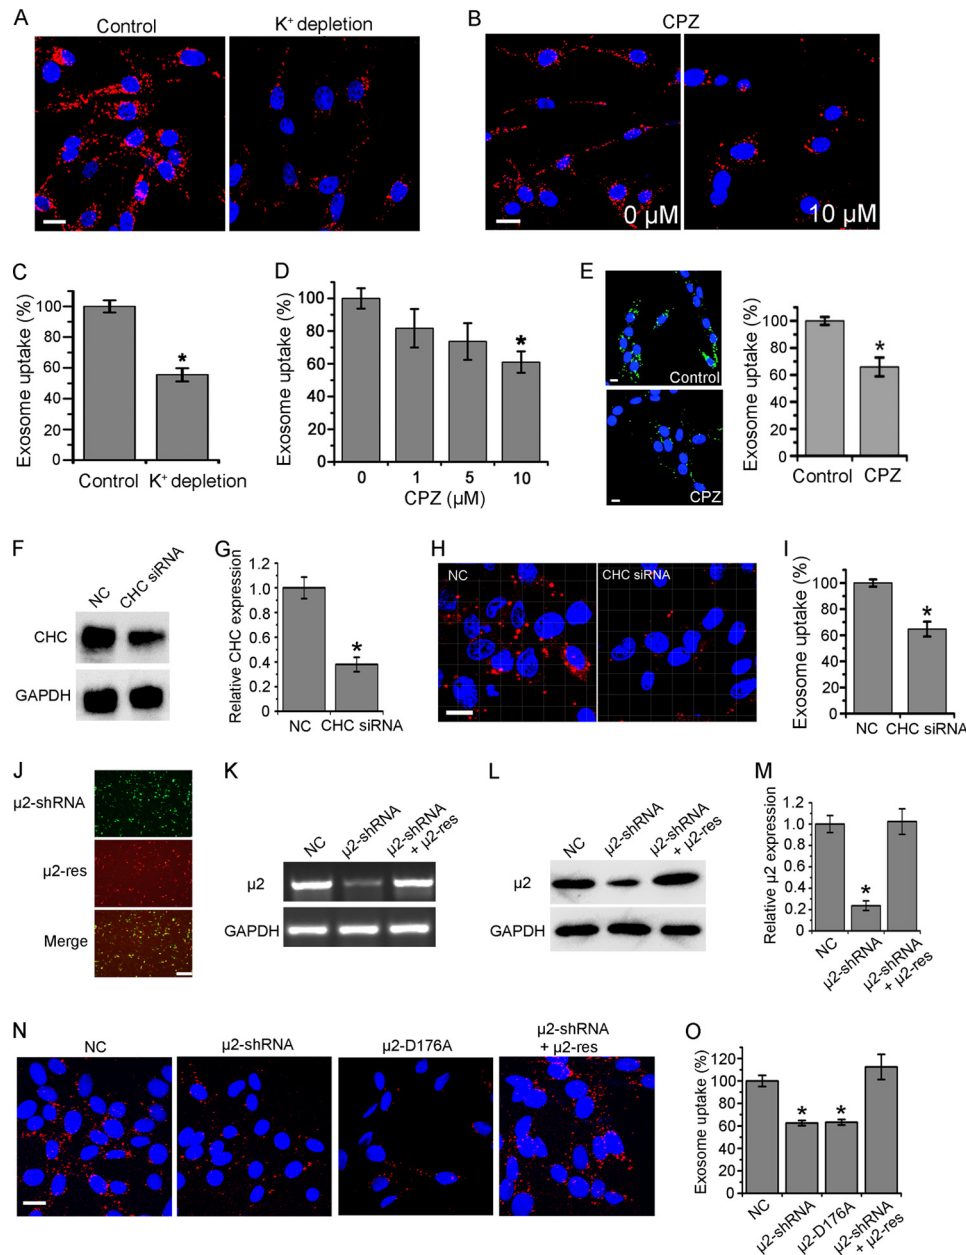 A
Control
K+ depletion
B
CPZ
0 µM
10 µM
C
Exosome uptake (%)
120
100
80
60
40
20
0
*
Control
K+ depletion
D
Exosome uptake (%)
120
100
80
60
40
20
0
*
0
1
5
10
CPZ (µM)
E
Control
CPZ
Exosome uptake (%)
120
100
80
60
40
20
0
*
Control
CPZ
F
NC
CHC siRNA
CHC
GAPDH
G
Relative CHC expression
1.2
1.0
0.8
0.6
0.4
0.2
0
*
NC
CHC siRNA
H
NC
CHC siRNA
I
Exosome uptake (%)
100
80
60
40
20
0
*
NC
CHC siRNA
J
µ2-shRNA
µ2-res
Merge
K
NC
µ2-shRNA
µ2-shRNA
+ µ2-res
µ2
GAPDH
L
NC
µ2-shRNA
µ2-shRNA
+ µ2-res
µ2
GAPDH
M
Relative µ2 expression
1.2
1.0
0.8
0.6
0.4
0.2
0
*
NC
µ2-shRNA
µ2-shRNA
+ µ2-res
N
NC
µ2-shRNA
µ2-D176A
µ2-shRNA
+ µ2-res
O
Exosome uptake (%)
120
100
80
60
40
20
0
*
*
NC
µ2-shRNA
µ2-D176A
µ2-shRNA
+ µ2-res